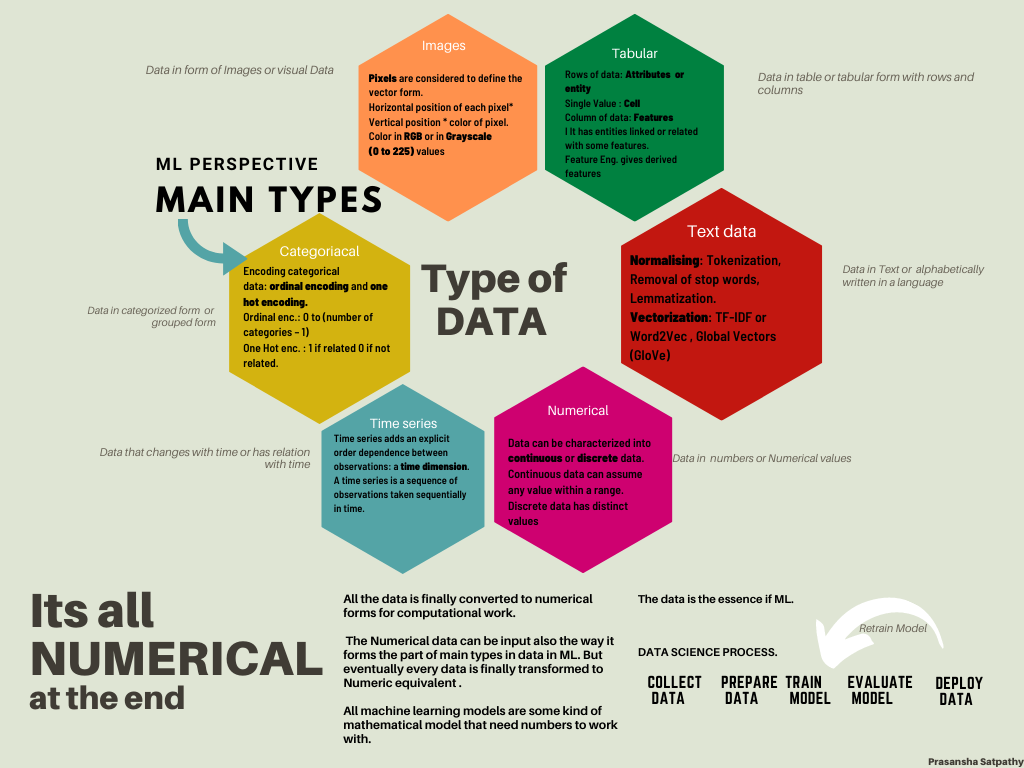 Images
Data in form of Images or visual Data
Pixels are considered to define the
vector form.
Horizontal position of each pixel*
Vertical position * color of pixel.
Color in RGB or in Grayscale
(0 to 225) values
Tabular
Rows of data: Attributes or
entity
Single Value : Cell
Column of data: Features
I It has entities linked or related
with some features.
Feature Eng. gives derived
features
Data in table or tabular form with rows and
columns
ML PERSPECTIVE
MAIN TYPES
Categoriacal
Encoding categorical
data: ordinal encoding and one
hot encoding.
Ordinal enc.: 0 to (number of
categories – 1)
One Hot enc. : 1 if related 0 if not
related.
Data in categorized form or
grouped form
Type of
DATA
Text data
Normalising: Tokenization,
Removal of stop words,
Lemmatization.
Vectorization: TF-IDF or
Word2Vec , Global Vectors
(GloVe)
Data in Text or alphabetically
written in a language
Time series
Time series adds an explicit
order dependence between
observations: a time dimension.
A time series is a sequence of
observations taken sequentially
in time.
Data that changes with time or has relation
with time
Numerical
Data can be characterized into
continuous or discrete data.
Continuous data can assume
any value within a range.
Discrete data has distinct
values
Data in numbers or Numerical values
Its all
NUMERICAL
at the end
All the data is finally converted to numerical
forms for computational work.
The Numerical data can be input also the way it
forms the part of main types in data in ML. But
eventually every data is finally transformed to
Numeric equivalent .
All machine learning models are some kind of
mathematical model that need numbers to work
with.
The data is the essence if ML.
Retrain Model
DATA SCIENCE PROCESS.
COLLECT PREPARE TRAIN EVALUATE DEPLOY
DATA DATA MODEL MODEL DATA
Prasansha Satpathy